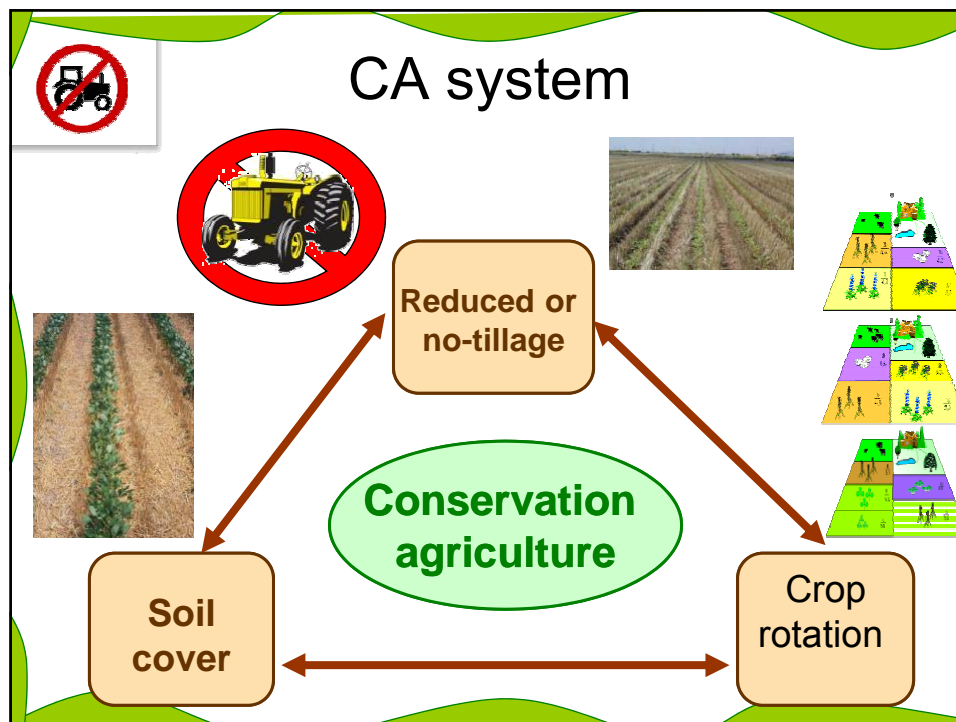 CA system
Reduced or
no-tillage
Conservation
agriculture
Soil
cover
Crop
rotation